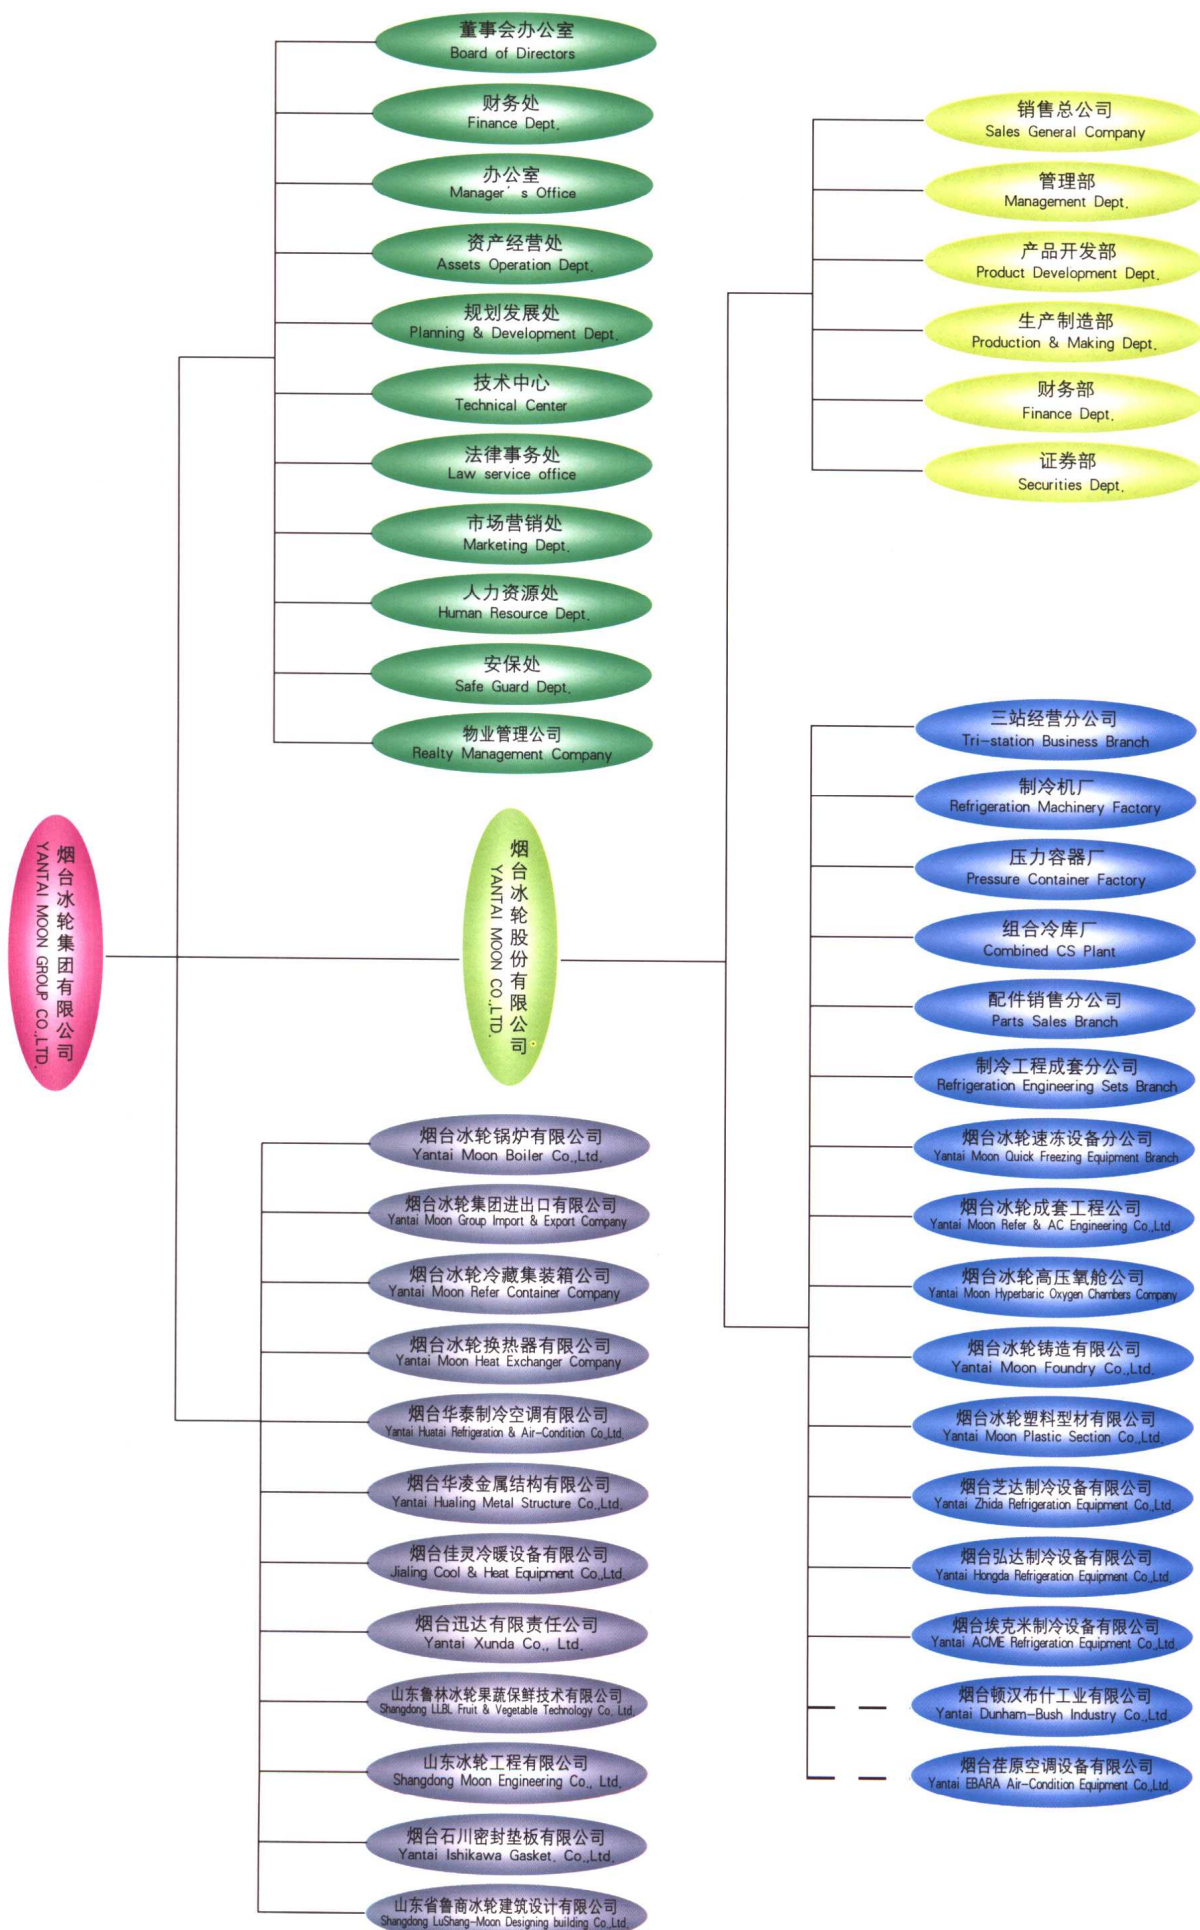 烟台冰轮集团有限公司
YANTAI MOON GROUP CO.,LTD.
董事会办公室
Board of Directors
财务处
Finance Dept.
办公室
Manager´s Office
资产经营处
Assets Operation Dept.
规划发展处
Planning & Development Dept.
技术中心
Technical Center
法律事务处
Law service office
市场营销处
Marketing Dept.
人力资源处
Human Resource Dept.
安保处
Safe Guard Dept.
物业管理公司
Realty Management Company
烟台冰轮股份有限公司
YANTAI MOON CO.,LTD.
烟台冰轮锅炉有限公司
Yantai Moon Boiler Co.,Ltd.
烟台冰轮集团进出口有限公司
Yantai Moon Group Import & Export Company
烟台冰轮冷藏集装箱公司
Yantai Moon Refer Container Company
烟台冰轮换热器有限公司
Yantai Moon Heat Exchanger Company
烟台华泰制冷空调有限公司
Yantai Huatai Refrigeration & Air-Condition Co.,Ltd.
烟台华凌金属结构有限公司
Yantai Hualing Metal Structure Co.,Ltd.
烟台佳灵冷暖设备有限公司
Jialing Cool & Heat Equipment Co.,Ltd.
烟台迅达有限责任公司
Yantai Xunda Co., Ltd.
山东鲁林冰轮果蔬保鲜技术有限公司
Shangdong LLBL Fruit & Vegetable Technology Co. Ltd.
山东冰轮工程有限公司
Shangdong Moon Engineering Co., Ltd.
烟台石川密封垫板有限公司
Yantai Ishikawa Gasket. Co.,Ltd.
山东省鲁商冰轮建筑设计有限公司
Shangdong LuShang-Moon Designing building Co.,Ltd.
销售总公司
Sales General Company
管理部
Management Dept.
产品开发部
Product Development Dept.
生产制造部
Production & Making Dept.
财务部
Finance Dept.
证券部
Securities Dept.
三站经营分公司
Tri-station Business Branch
制冷机厂
Refrigeration Machinery Factory
压力容器厂
Pressure Container Factory
组合冷库厂
Combined CS Plant
配件销售分公司
Parts Sales Branch
制冷工程成套分公司
Refrigeration Engineering Sets Branch
烟台冰轮速冻设备分公司
Yantai Moon Quick Freezing Equipment Branch
烟台冰轮成套工程公司
Yantai Moon Refer & AC Engineering Co.,Ltd.
烟台冰轮高压氧舱公司
Yantai Moon Hyperbaric Oxygen Chambers Company
烟台冰轮铸造有限公司
Yantai Moon Foundry Co.,Ltd.
烟台冰轮塑料型材有限公司
Yantai Moon Plastic Section Co.,Ltd.
烟台芝达制冷设备有限公司
Yantai Zhida Refrigeration Equipment Co.,Ltd.
烟台弘达制冷设备有限公司
Yantai Hongda Refrigeration Equipment Co.,Ltd.
烟台埃克米制冷设备有限公司
Yantai ACME Refrigeration Equipment Co.,Ltd.
烟台顿汉布什工业有限公司
Yantai Dunham-Bush Industry Co.,Ltd.
烟台荏原空调设备有限公司
Yantai EBARA Air-Condition Equipment Co.,Ltd.